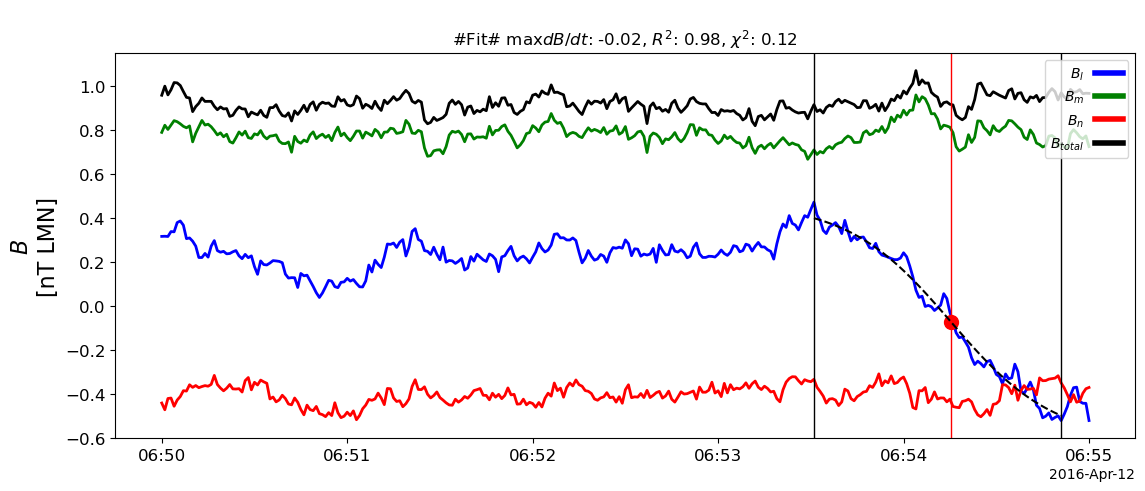 #Fit# maxdB/dt: -0.02, R²: 0.98, χ²: 0.12
B
[nT LMN]
1.0
0.8
0.6
0.4
0.2
0.0
−0.2
−0.4
−0.6
B_l
B_m
B_n
B_total
06:50 06:51 06:52 06:53 06:54 06:55
2016-Apr-12